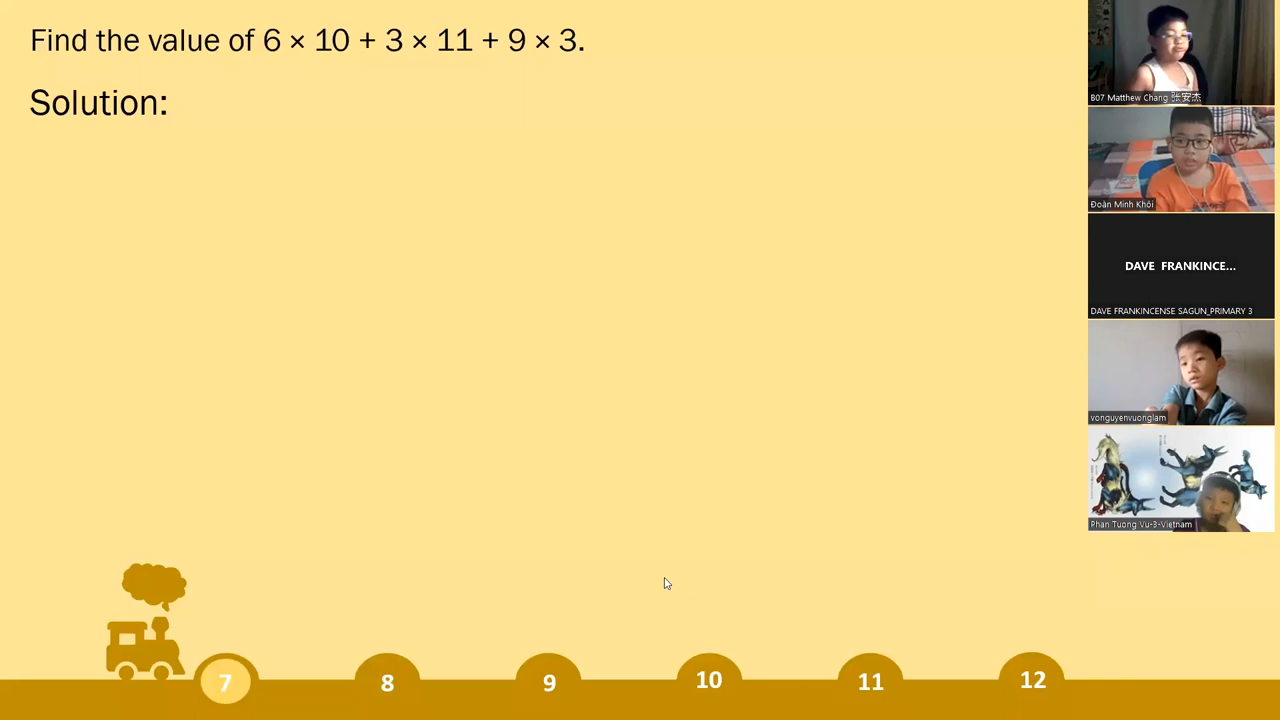 Find the value of 6 × 10 + 3 × 11 + 9 × 3.
Solution:
B07 Matthew Chang 张安杰
Đoàn Minh Khôi
DAVE FRANKINCE...
DAVE FRANKINCENSE SAGUN_PRIMARY 3
vonguyenvuonglam
Phan Tuong Vu-3-Vietnam
7 8 9 10 11 12